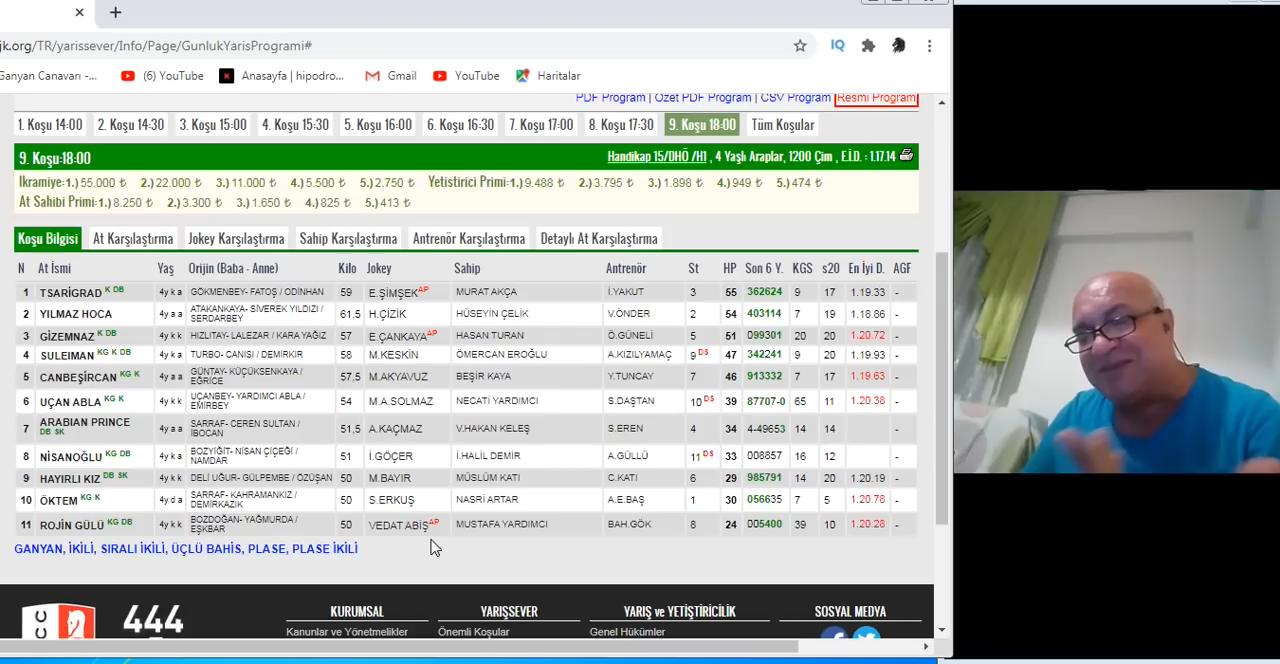 jk.org/TR/yarissever/Info/Page/GunlukYarisProgrami#
IQ
Ganyan Canavarı -... (6) YouTube Anasayfa | hipodro... Gmail YouTube Haritalar
PDF Program | Özet PDF Program | CSV Program Resmi Program
1. Koşu 14:00 2. Koşu 14:30 3. Koşu 15:00 4. Koşu 15:30 5. Koşu 16:00 6. Koşu 16:30 7. Koşu 17:00 8. Koşu 17:30 9. Koşu 18:00 Tüm Koşular
9. Koşu:18:00 Handikap 15/DHÖ /H1 , 4 Yaşlı Araplar, 1200 Çim , E.İ.D. : 1.17.14
İkramiye:1.) 55.000 ₺ 2.) 22.000 ₺ 3.) 11.000 ₺ 4.) 5.500 ₺ 5.) 2.750 ₺ Yetistirici Primi:1.) 9.488 ₺ 2.) 3.795 ₺ 3.) 1.898 ₺ 4.) 949 ₺ 5.) 474 ₺
At Sahibi Primi:1.) 8.250 ₺ 2.) 3.300 ₺ 3.) 1.650 ₺ 4.) 825 ₺ 5.) 413 ₺
Koşu Bilgisi At Karşılaştırma Jokey Karşılaştırma Sahip Karşılaştırma Antrenör Karşılaştırma Detaylı At Karşılaştırma
N At İsmi Yaş Orijin (Baba - Anne) Kilo Jokey Sahip Antrenör St HP Son 6 Y. KGS s20 En İyi D. AGF
1 TSARİGRAD K DB 4y k a GÖKMENBEY- FATOŞ / ODİNHAN 59 E.ŞİMŞEK AP MURAT AKÇA İ.YAKUT 3 55 362624 9 17 1.19.33 -
2 YILMAZ HOCA 4y a a ATAKANKAYA- SİVEREK YILDIZI / SERDARBEY 61,5 H.ÇİZİK HÜSEYİN ÇELİK V.ÖNDER 2 54 403114 7 19 1.18.86 -
3 GİZEMNAZ K DB 4y k k HIZLITAY- LALEZAR / KARA YAĞIZ 57 E.ÇANKAYA AP HASAN TURAN Ö.GÜNELİ 5 51 099301 20 20 1.20.72 -
4 SULEIMAN KG K DB 4y k a TURBO- CANISI / DEMİRKIR 58 M.KESKİN ÖMERCAN EROĞLU A.KIZILYAMAÇ 9 DS 47 342241 9 20 1.19.93 -
5 CANBEŞİRCAN KG K 4y a a GÜNTAY- KÜÇÜKSENKAYA / EĞRİCE 57,5 M.AKYAVUZ BEŞİR KAYA Y.TUNCAY 7 46 913332 7 17 1.19.63 -
6 UÇAN ABLA KG K 4y k k UÇANBEY- YARDIMCI ABLA / EMİRBEY 54 M.A.SOLMAZ NECATİ YARDIMCI S.DAŞTAN 10 DS 39 87707-0 65 11 1.20.38 -
7 ARABIAN PRINCE DB SK 4y a a SARRAF- CEREN SULTAN / İBOCAN 51,5 A.KAÇMAZ V.HAKAN KELEŞ S.EREN 4 34 4-49653 14 14 -
8 NİSANOĞLU KG DB 4y k a BOZYİĞİT- NİSAN ÇİÇEĞİ / NAMDAR 51 İ.GÖÇER İ.HALİL DEMİR A.GÜLLÜ 11 DS 33 008857 16 12 -
9 HAYIRLI KIZ DB SK 4y k k DELİ UĞUR- GÜLPEMBE / ÖZÜŞAN 50 M.BAYIR MÜSLÜM KATI C.KATI 6 29 985791 14 20 1.20.19 -
10 ÖKTEM KG K 4y d a SARRAF- KAHRAMANKIZ / DEMİRKAZIK 50 S.ERKUŞ NASRİ ARTAR A.E.BAŞ 1 30 056635 7 5 1.20.78 -
11 ROJİN GÜLÜ KG DB 4y k k BOZDOĞAN- YAĞMURDA / EŞKBAR 50 VEDAT ABİŞ AP MUSTAFA YARDIMCI BAH.GÖK 8 24 005400 39 10 1.20.28 -
GANYAN, İKİLİ, SIRALI İKİLİ, ÜÇLÜ BAHİS, PLASE, PLASE İKİLİ
444
KURUMSAL YARIŞSEVER YARIŞ ve YETİŞTİRİCİLİK SOSYAL MEDYA
Kanunlar ve Yönetmelikler Önemli Koşular Genel Hükümler